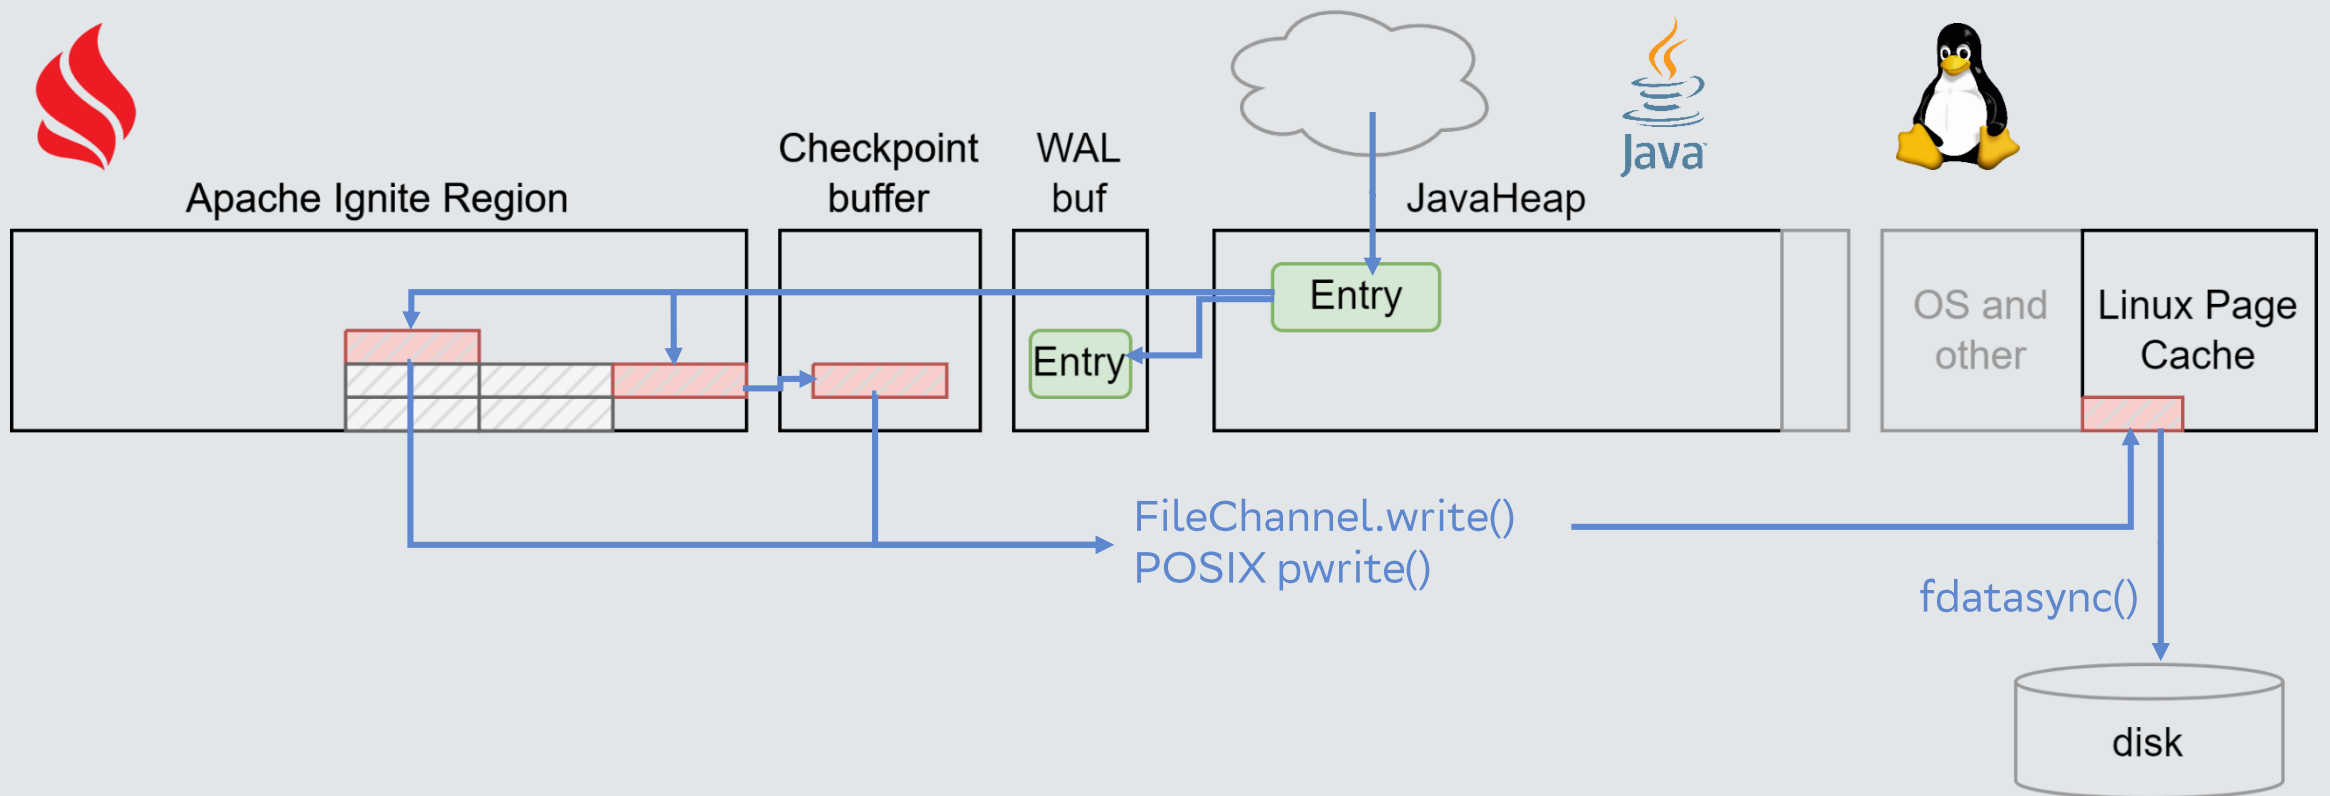 Apache Ignite Region
Checkpoint
buffer
WAL
buf
JavaHeap
Java
Entry
Entry
OS and
other
Linux Page
Cache
FileChannel.write()
POSIX pwrite()
fdatasync()
disk